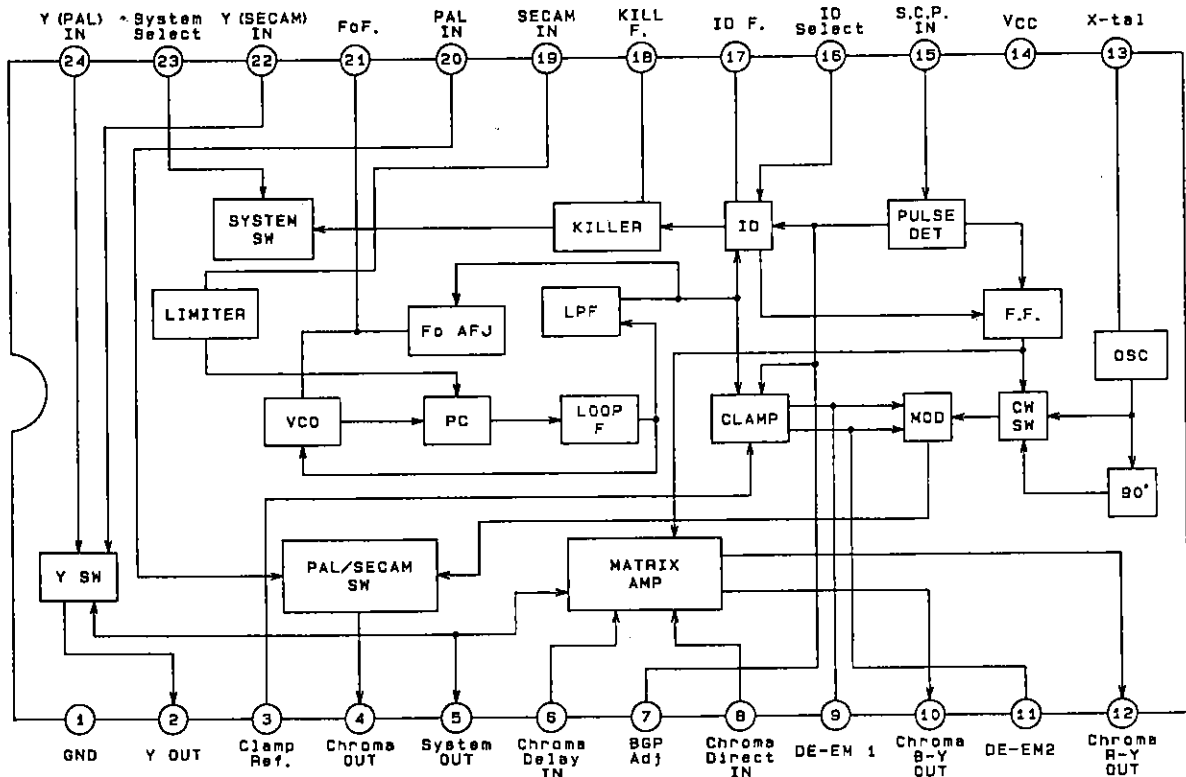 Y (PAL) IN
* System Select
Y (SECAM) IN
FoF.
PAL IN
SECAM IN
KILL F.
ID F.
ID Select
S.C.P. IN
VCC
X-tal
24
23
22
21
20
19
18
17
16
15
14
13
SYSTEM SW
KILLER
ID
PULSE DET
LIMITER
Fo AFJ
LPF
F.F.
OSC
VCO
PC
LOOP F
CLAMP
MOD
CW SW
90°
Y SW
PAL/SECAM SW
MATRIX AMP
1
2
3
4
5
6
7
8
9
10
11
12
GND
Y OUT
Clamp Ref.
Chroma OUT
System OUT
Chroma Delay IN
BGP Adj
Chroma Direct IN
DE-EM 1
Chroma B-Y OUT
DE-EM2
Chroma R-Y OUT